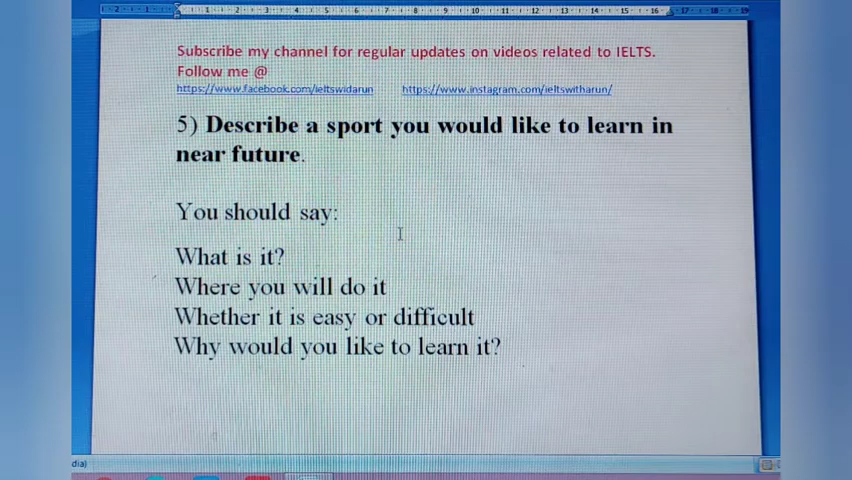 Subscribe my channel for regular updates on videos related to IELTS.
Follow me @
https://www.facebook.com/ieltswidarun https://www.instagram.com/ieltswitharun/
5) Describe a sport you would like to learn in
near future.
You should say:
What is it?
Where you will do it
Whether it is easy or difficult
Why would you like to learn it?
dia)